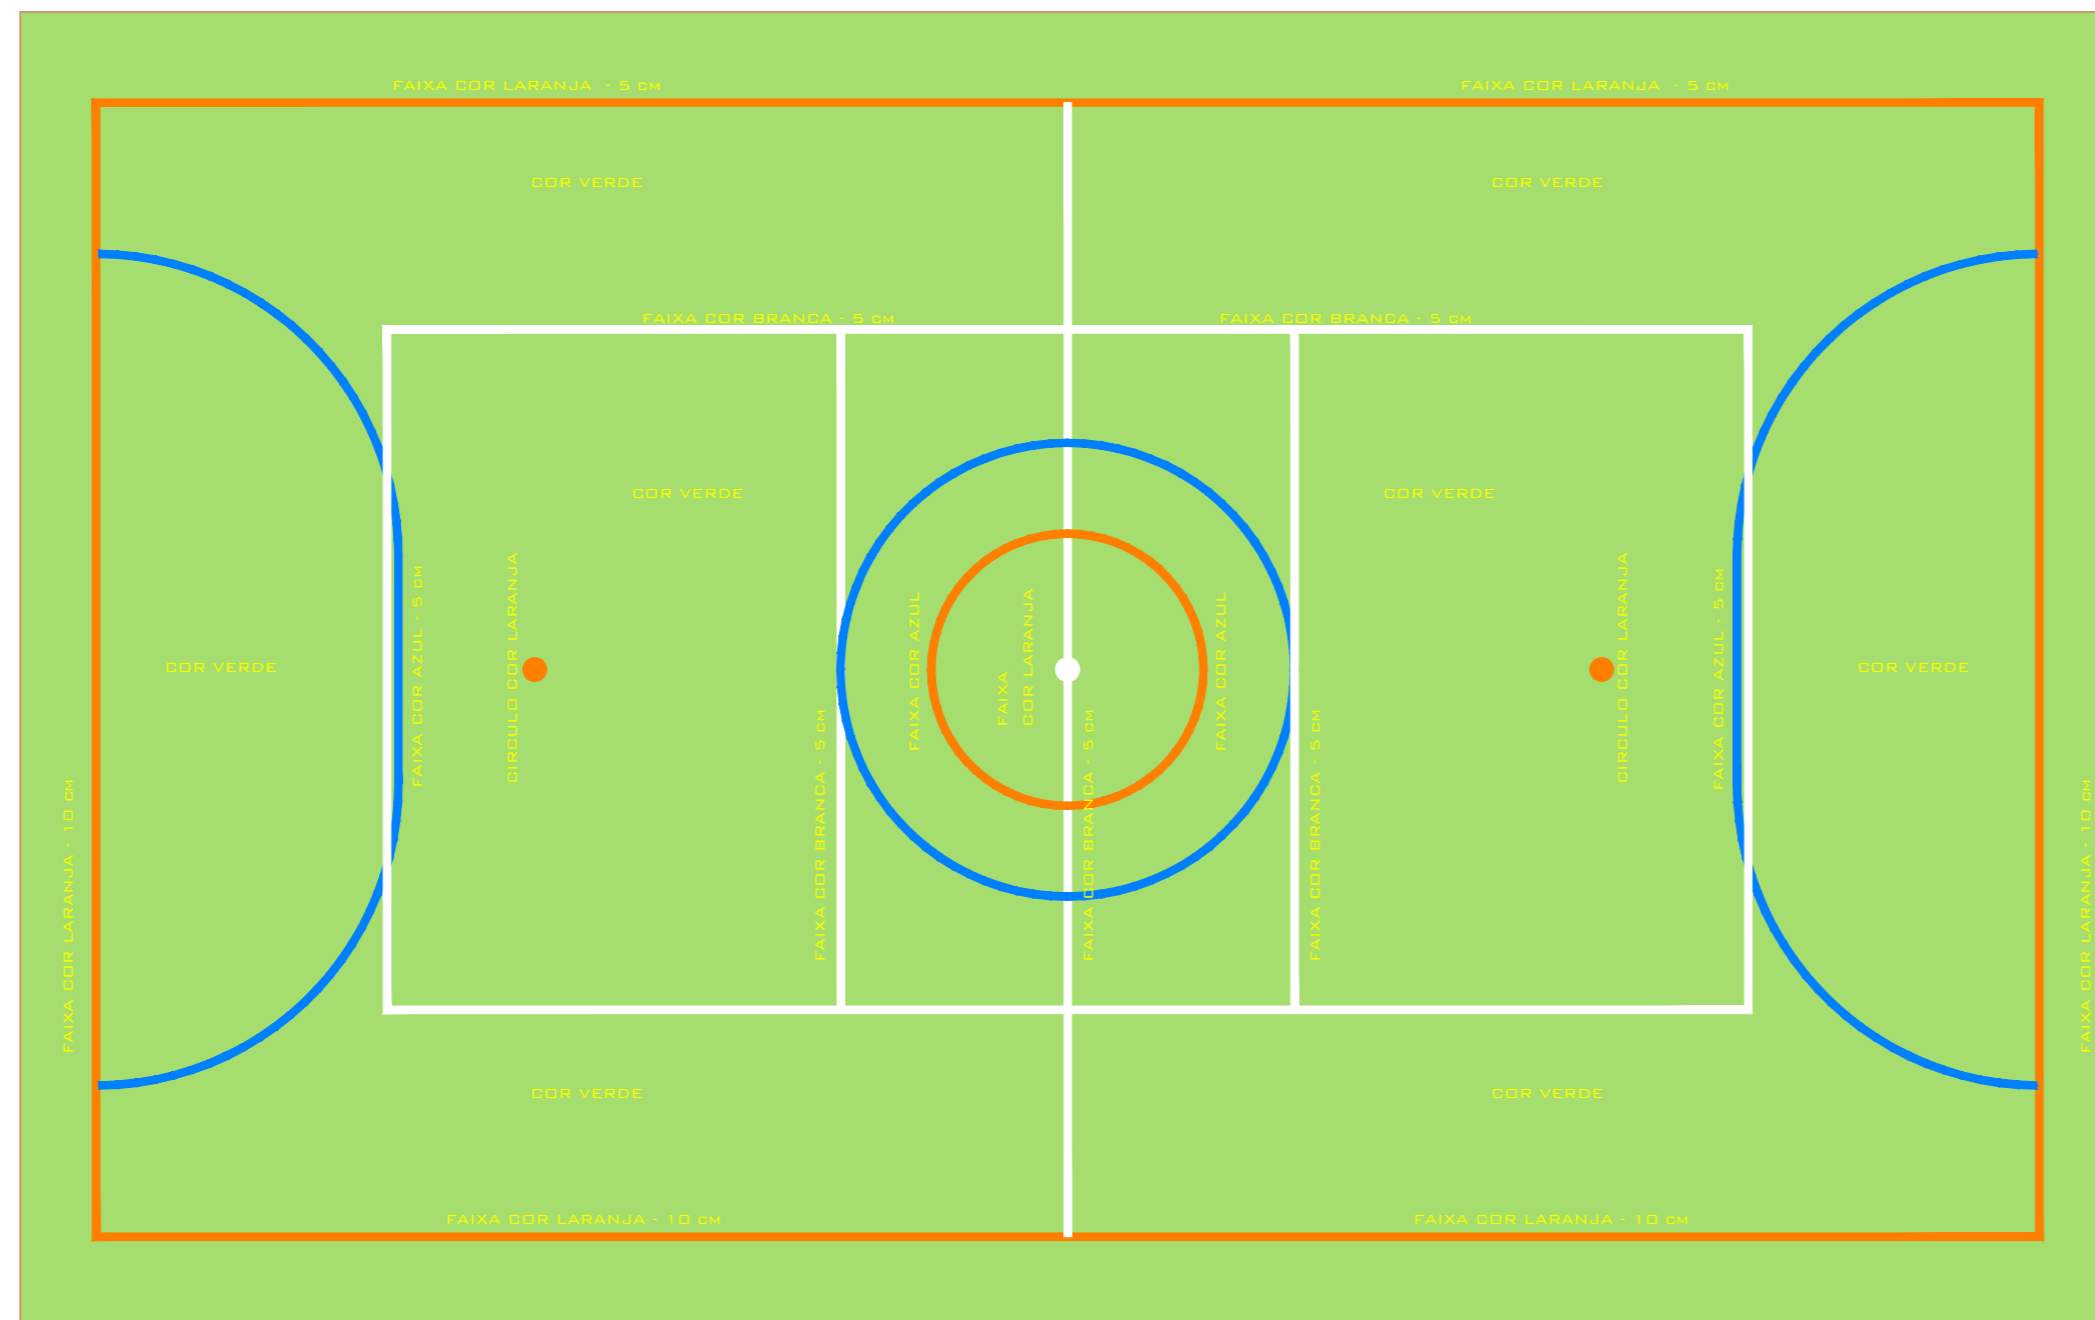 FAIXA COR LARANJA - 5 CM
FAIXA COR LARANJA - 5 CM
COR VERDE
COR VERDE
FAIXA COR BRANCA - 5 CM
FAIXA COR BRANCA - 5 CM
COR VERDE
COR VERDE
COR VERDE
FAIXA COR AZUL - 5 CM
CIRCULO COR LARANJA
FAIXA COR BRANCA - 5 CM
FAIXA COR AZUL
FAIXA
COR LARANJA
FAIXA COR BRANCA - 5 CM
FAIXA COR AZUL
FAIXA COR BRANCA - 5 CM
CIRCULO COR LARANJA
FAIXA COR AZUL - 5 CM
COR VERDE
FAIXA COR LARANJA - 10 CM
FAIXA COR LARANJA - 10 CM
COR VERDE
COR VERDE
FAIXA COR LARANJA - 10 CM
FAIXA COR LARANJA - 10 CM